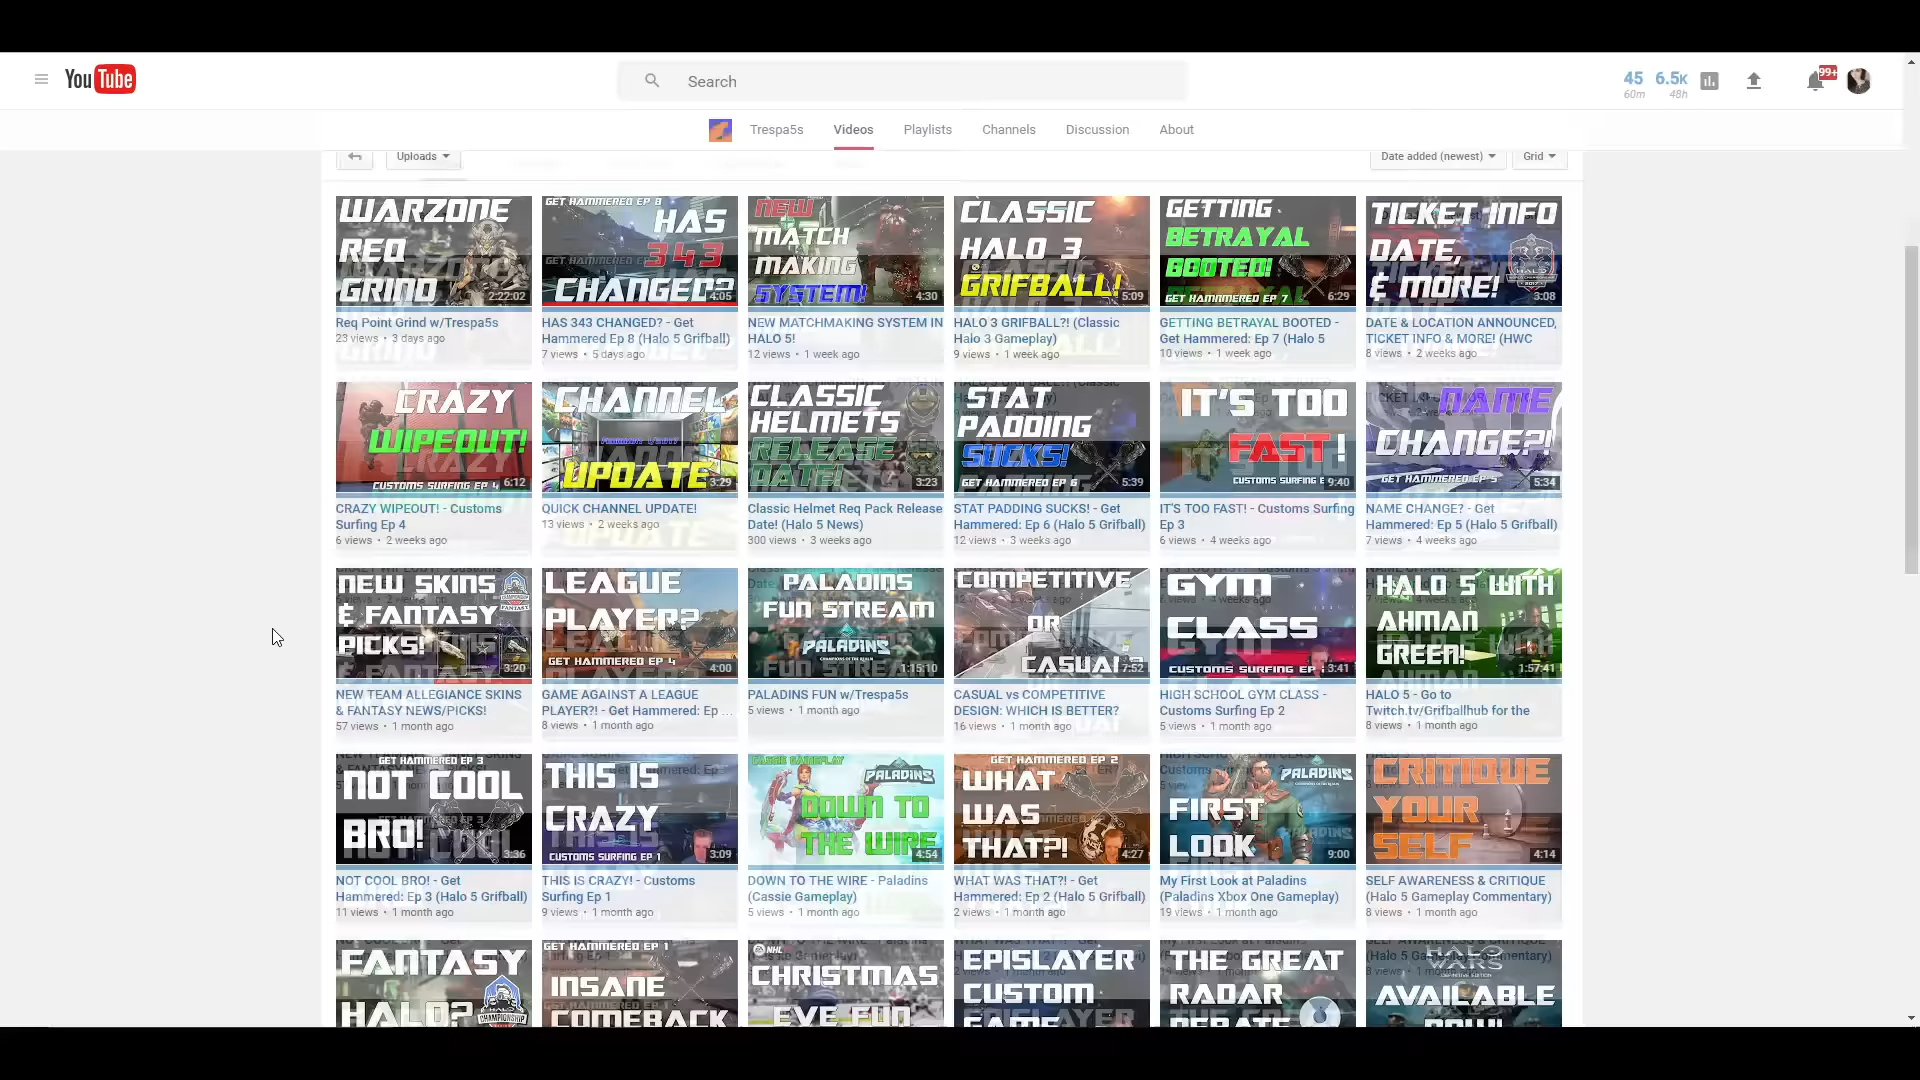 YouTube
Search
45 60m
6.5K 48h
99+
Trespa5s Videos Playlists Channels Discussion About
Uploads
Date added (newest) Grid
WARZONE REQ GRIND 2:22:02
Req Point Grind w/Trespa5s
23 views • 3 days ago
GET HAMMERED EP 8 HAS 343 CHANGED? 4:05
HAS 343 CHANGED? - Get
Hammered Ep 8 (Halo 5 Grifball)
7 views • 5 days ago
NEW MATCH MAKING SYSTEM! 4:30
NEW MATCHMAKING SYSTEM IN
HALO 5!
12 views • 1 week ago
CLASSIC HALO 3 GRIFBALL! 5:09
HALO 3 GRIFBALL?! (Classic
Halo 3 Gameplay)
9 views • 1 week ago
GETTING BETRAYAL BOOTED! GET HAMMERED EP 7 6:29
GETTING BETRAYAL BOOTED -
Get Hammered: Ep 7 (Halo 5
10 views • 1 week ago
TICKET INFO DATE, & MORE! 3:08
DATE & LOCATION ANNOUNCED,
TICKET INFO & MORE! (HWC
8 views • 2 weeks ago
CRAZY WIPEOUT! CUSTOMS SURFING EP 4 6:12
CRAZY WIPEOUT! - Customs
Surfing Ep 4
6 views • 2 weeks ago
CHANNEL UPDATE 3:29
QUICK CHANNEL UPDATE!
13 views • 2 weeks ago
CLASSIC HELMETS RELEASE DATE! 3:23
Classic Helmet Req Pack Release
Date! (Halo 5 News)
300 views • 3 weeks ago
STAT PADDING SUCKS! GET HAMMERED EP 6 5:39
STAT PADDING SUCKS! - Get
Hammered: Ep 6 (Halo 5 Grifball)
12 views • 3 weeks ago
IT'S TOO FAST! CUSTOMS SURFING E 9:40
IT'S TOO FAST! - Customs Surfing
Ep 3
6 views • 4 weeks ago
NAME CHANGE?! GET HAMMERED EP 5 5:34
NAME CHANGE? - Get
Hammered: Ep 5 (Halo 5 Grifball)
7 views • 4 weeks ago
NEW SKINS & FANTASY PICKS! 3:20
NEW TEAM ALLEGIANCE SKINS
& FANTASY NEWS/PICKS!
57 views • 1 month ago
LEAGUE PLAYER? GET HAMMERED EP 4 4:00
GAME AGAINST A LEAGUE
PLAYER?! - Get Hammered: Ep ...
8 views • 1 month ago
PALADINS FUN STREAM PALADINS CHAMPIONS OF THE REALM 1:15:10
PALADINS FUN w/Trespa5s
5 views • 1 month ago
COMPETITIVE OR CASUAL? 7:52
CASUAL vs COMPETITIVE
DESIGN: WHICH IS BETTER?
16 views • 1 month ago
GYM CLASS CUSTOMS SURFING EP 3:41
HIGH SCHOOL GYM CLASS -
Customs Surfing Ep 2
5 views • 1 month ago
HALO 5 WITH AHMAN GREEN! 1:57:41
HALO 5 - Go to
Twitch.tv/Grifballhub for the
8 views • 1 month ago
GET HAMMERED EP 3 NOT COOL BRO! 3:36
NOT COOL BRO! - Get
Hammered: Ep 3 (Halo 5 Grifball)
11 views • 1 month ago
THIS IS CRAZY CUSTOMS SURFING EP 1 3:09
THIS IS CRAZY! - Customs
Surfing Ep 1
9 views • 1 month ago
CASSIE GAMEPLAY PALADINS DOWN TO THE WIRE 4:54
DOWN TO THE WIRE - Paladins
(Cassie Gameplay)
5 views • 1 month ago
GET HAMMERED EP 2 WHAT WAS THAT?! 4:27
WHAT WAS THAT?! - Get
Hammered: Ep 2 (Halo 5 Grifball)
2 views • 1 month ago
PALADINS FIRST LOOK 9:00
My First Look at Paladins
(Paladins Xbox One Gameplay)
19 views • 1 month ago
CRITIQUE YOUR SELF 4:14
SELF AWARENESS & CRITIQUE
(Halo 5 Gameplay Commentary)
8 views • 1 month ago
FANTASY HALO?
GET HAMMERED EP 1 INSANE COMEBACK
NHL CHRISTMAS EVE FUN
EPISLAYER CUSTOM GAME
THE GREAT RADAR DEBATE
HALO WARS DEFINITIVE EDITION AVAILABLE NOW!